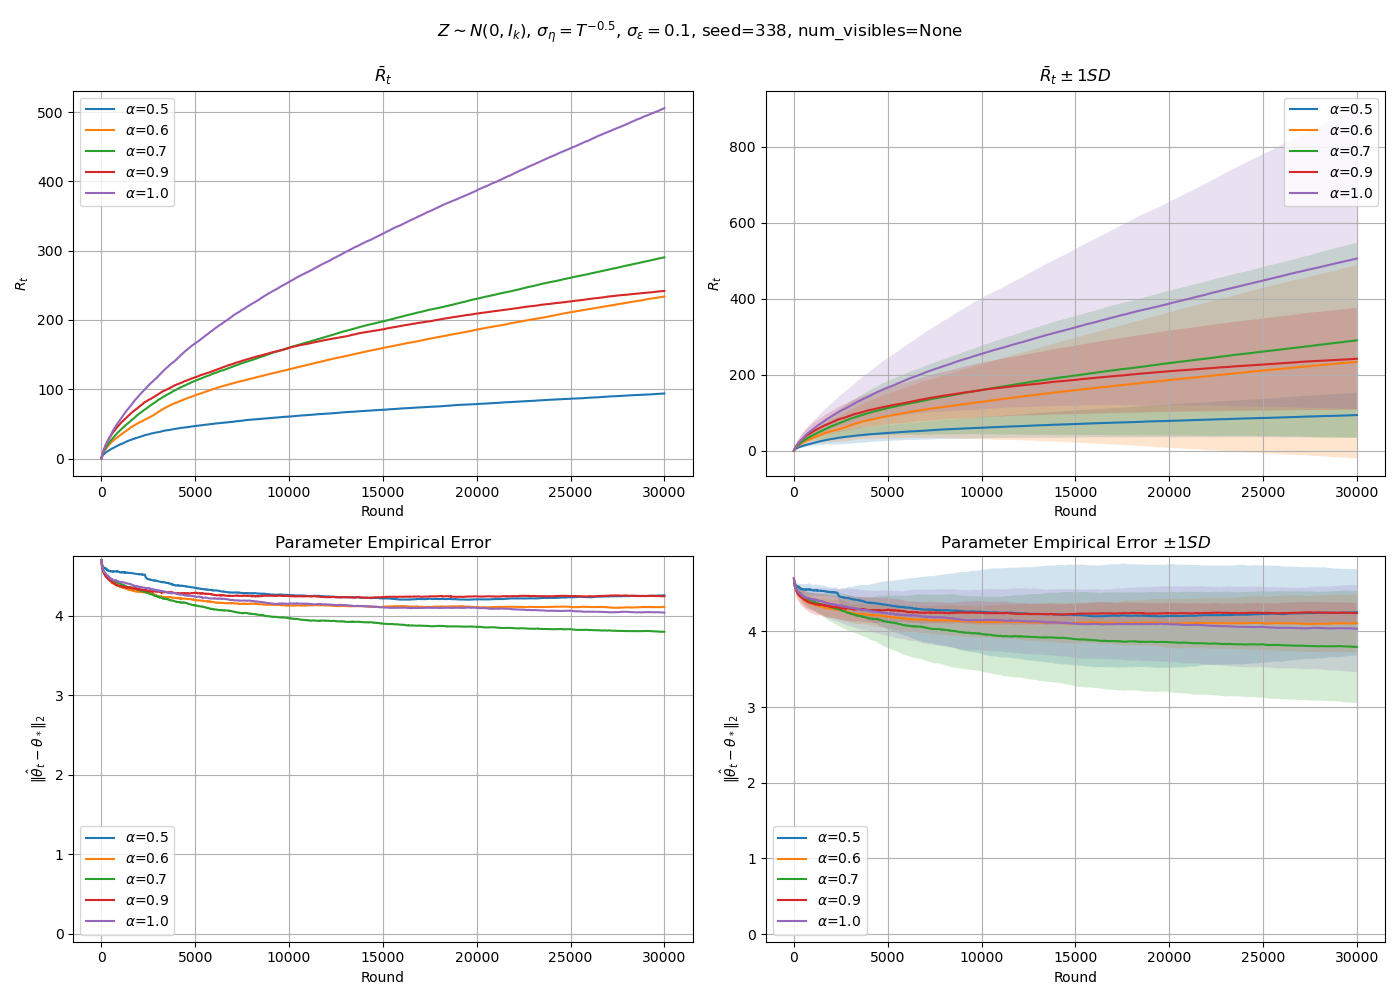 Z ∼ N(0, I_k), σ_η = T^{−0.5}, σ_ε = 0.1, seed=338, num_visibles=None
R̄_t
R_t
500
400
300
200
100
0
α=0.5
α=0.6
α=0.7
α=0.9
α=1.0
0 5000 10000 15000 20000 25000 30000
Round
R̄_t ± 1SD
R_t
800
600
400
200
0
α=0.5
α=0.6
α=0.7
α=0.9
α=1.0
0 5000 10000 15000 20000 25000 30000
Round
Parameter Empirical Error
‖θ̂_t − θ_*‖_2
4
3
2
1
0
α=0.5
α=0.6
α=0.7
α=0.9
α=1.0
0 5000 10000 15000 20000 25000 30000
Round
Parameter Empirical Error ±1SD
‖θ̂_t − θ_*‖_2
4
3
2
1
0
α=0.5
α=0.6
α=0.7
α=0.9
α=1.0
0 5000 10000 15000 20000 25000 30000
Round